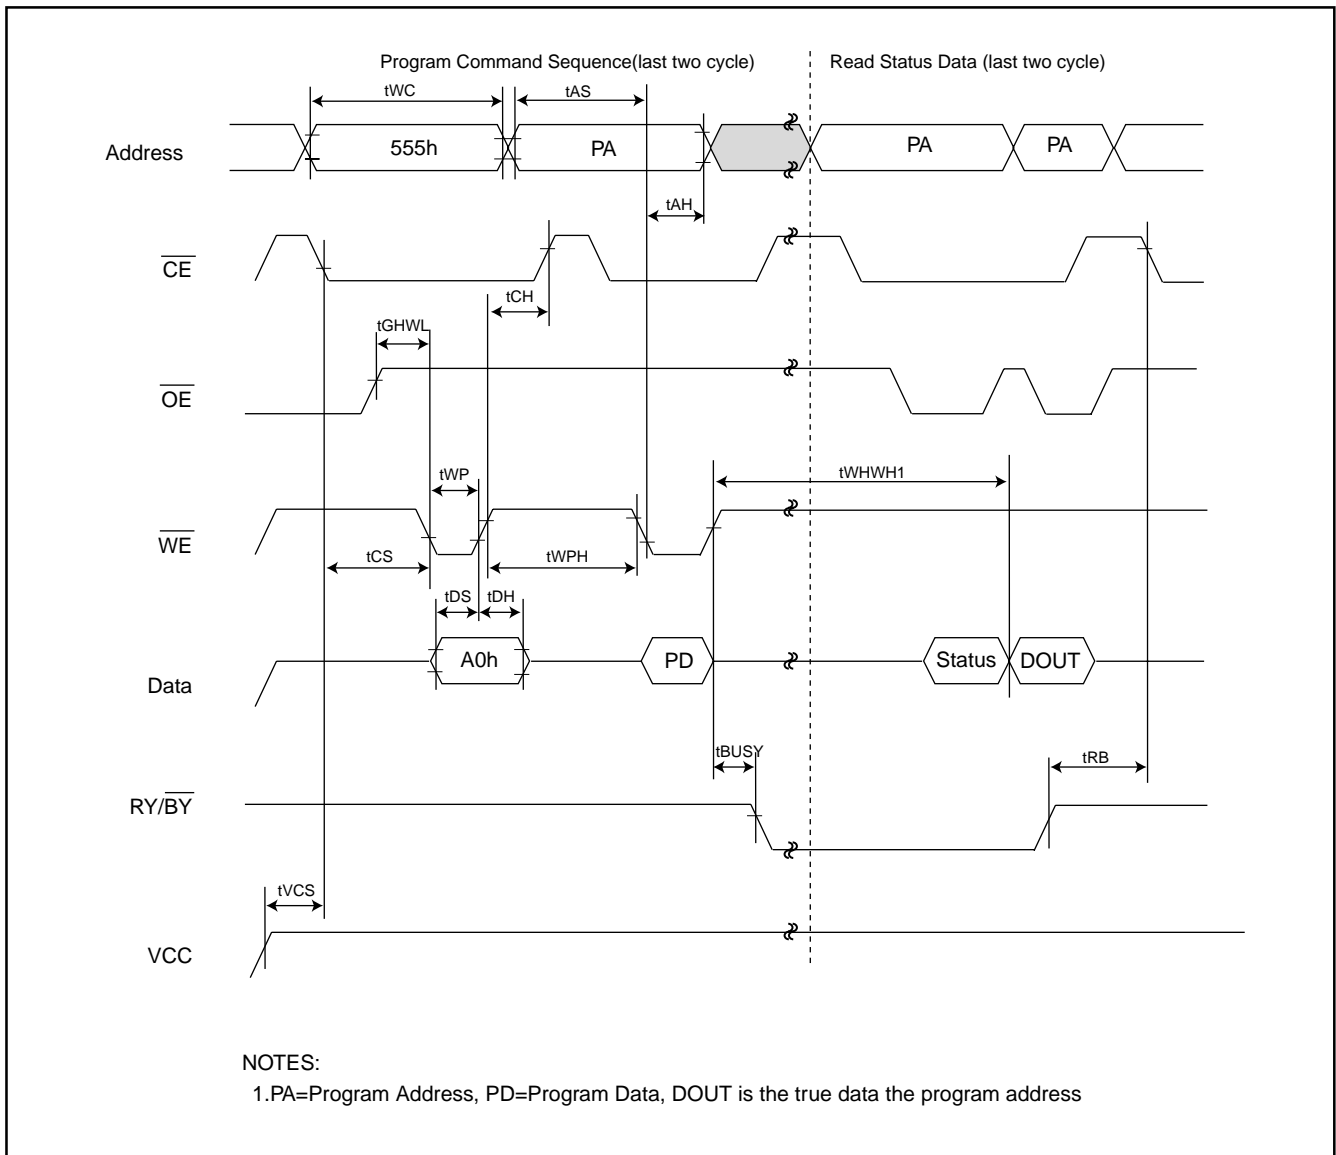 Program Command Sequence(last two cycle)
Read Status Data (last two cycle)
tWC
tAS
Address
555h
PA
PA
PA
tAH
CE
tCH
tGHWL
OE
tWP
tWHWH1
WE
tCS
tWPH
tDS
tDH
Data
A0h
PD
Status
DOUT
tBUSY
tRB
RY/BY
tVCS
VCC
NOTES:
1.PA=Program Address, PD=Program Data, DOUT is the true data the program address